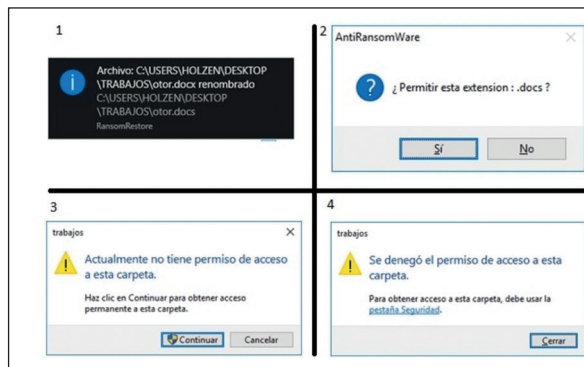 1
Archivo: C:\USERS\HOLZEN\DESKTOP
\TRABAJOS\otor.docx renombrado
C:\USERS\HOLZEN\DESKTOP
\TRABAJOS\otor.docs
RansomRestore
2
AntiRansomWare
¿ Permitir esta extension : .docs ?
Sí
No
3
trabajos
Actualmente no tiene permiso de acceso
a esta carpeta.
Haz clic en Continuar para obtener acceso
permanente a esta carpeta.
Continuar
Cancelar
4
trabajos
Se denegó el permiso de acceso a esta
carpeta.
Para obtener acceso a esta carpeta, debe usar la
pestaña Seguridad.
Cerrar